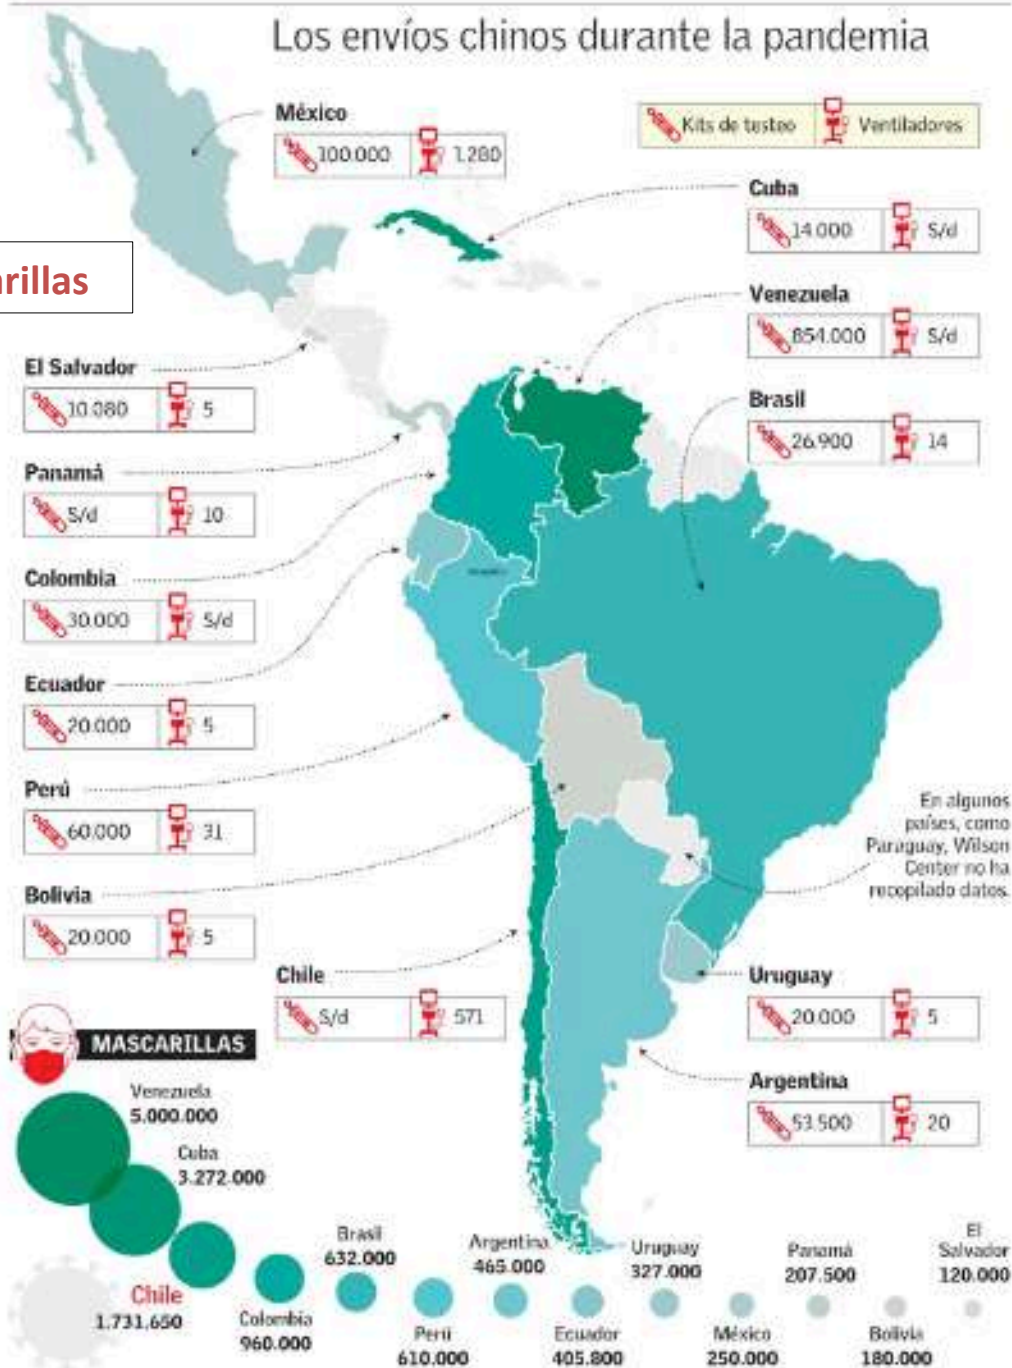 Los envíos chinos durante la pandemia
México
100.000 1.280
Kits de testeo Ventiladores
Cuba
14.000 S/d
arillas
Venezuela
854.000 S/d
El Salvador
10.080 5
Brasil
26.900 14
Panamá
S/d 10
Colombia
30.000 S/d
Ecuador
20.000 5
Perú
60.000 31
En algunos
países, como
Paraguay, Wilson
Center no ha
recopilado datos.
Bolivia
20.000 5
Chile
S/d 571
Uruguay
20.000 5
Argentina
53.500 20
MASCARILLAS
Venezuela
5.000.000
Cuba
3.272.000
Chile
1.731.650
Colombia
960.000
Brasil
632.000
Perú
610.000
Argentina
465.000
Ecuador
405.800
Uruguay
327.000
México
250.000
Panamá
207.500
Bolivia
180.000
El
Salvador
120.000